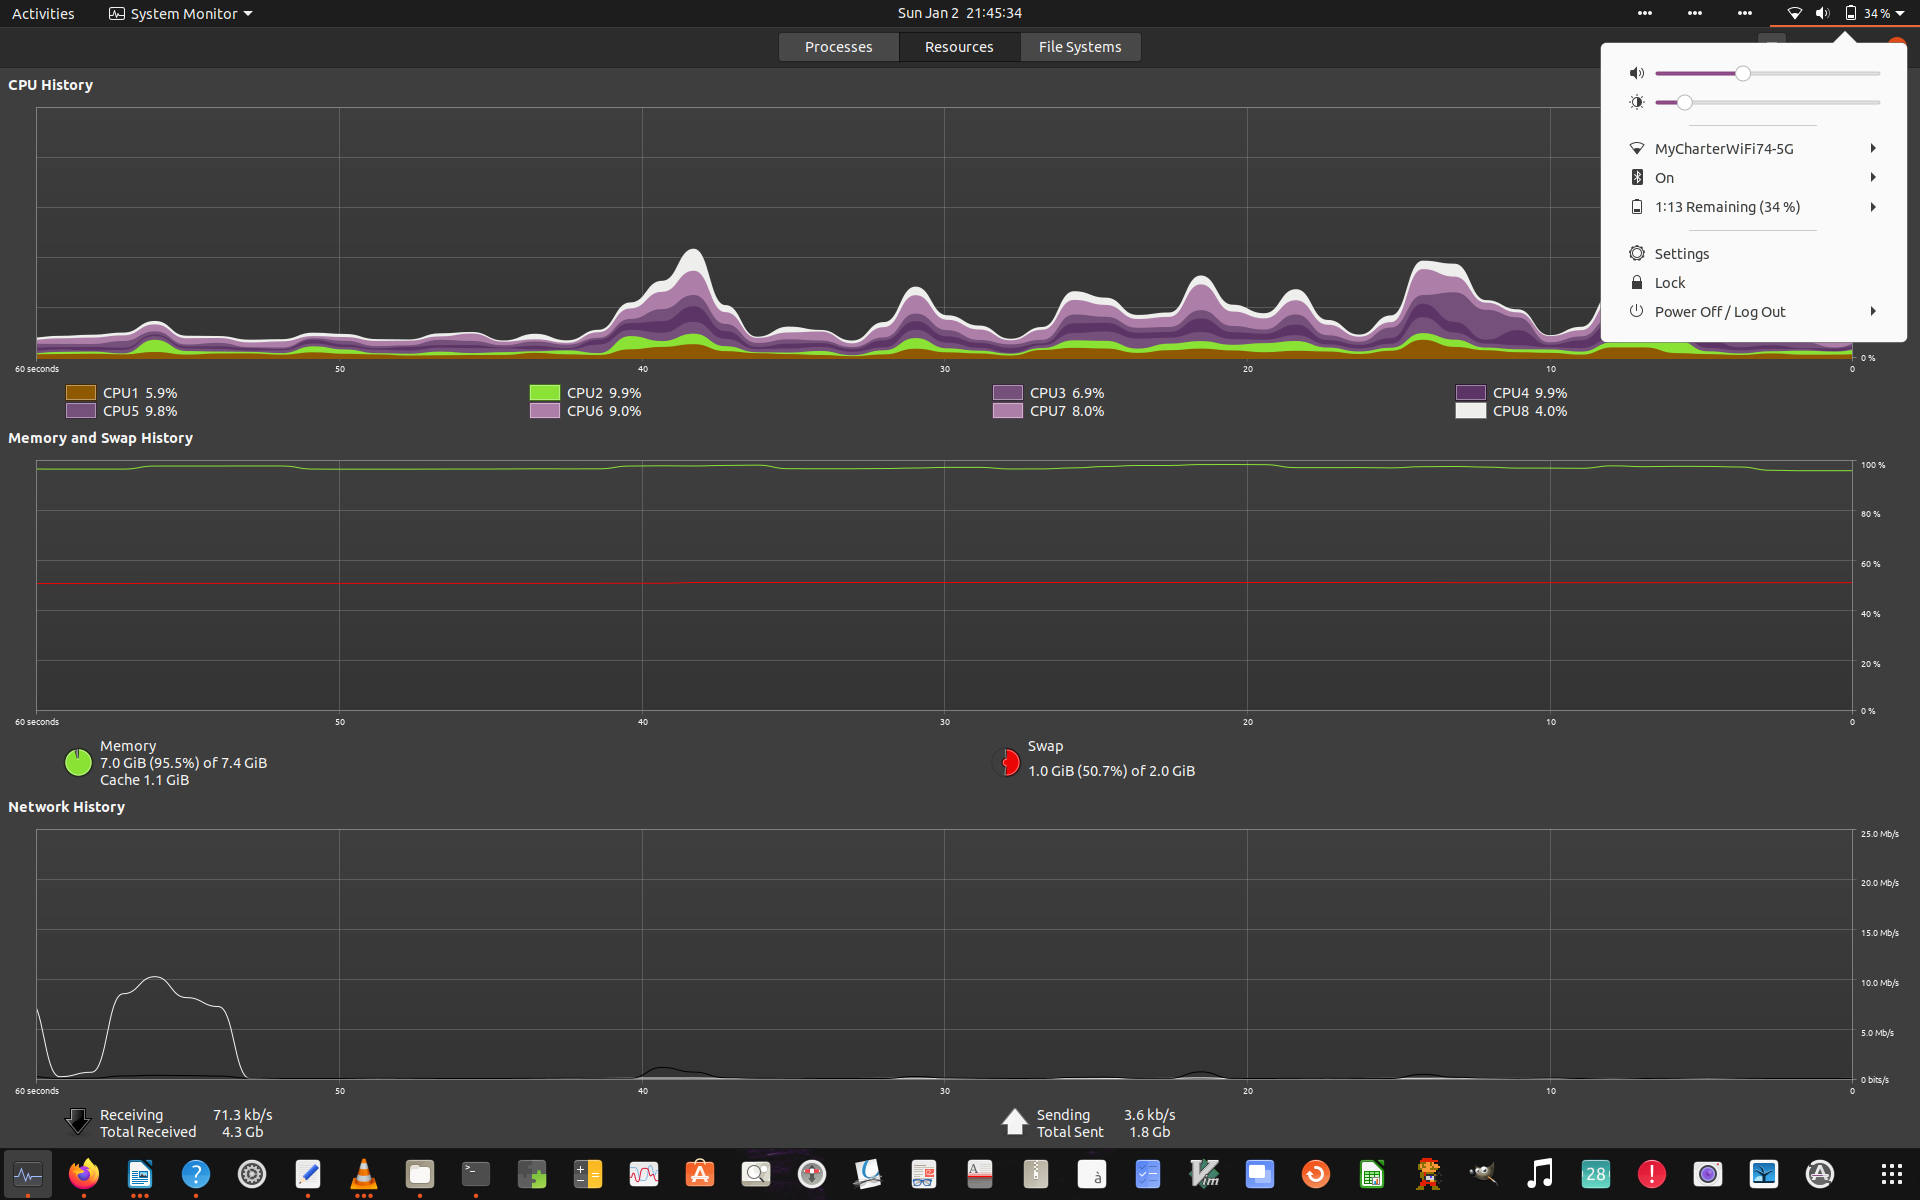 Activities System Monitor Sun Jan 2 21:45:34 34 %
Processes Resources File Systems
CPU History
MyCharterWiFi74-5G
On
1:13 Remaining (34 %)
Settings
Lock
Power Off / Log Out
0 %
60 seconds 50 40 30 20 10 0
CPU1 5.9% CPU2 9.9% CPU3 6.9% CPU4 9.9%
CPU5 9.8% CPU6 9.0% CPU7 8.0% CPU8 4.0%
Memory and Swap History
100 %
80 %
60 %
40 %
20 %
0 %
60 seconds 50 40 30 20 10 0
Memory
7.0 GiB (95.5%) of 7.4 GiB
Cache 1.1 GiB
Swap
1.0 GiB (50.7%) of 2.0 GiB
Network History
25.0 Mb/s
20.0 Mb/s
15.0 Mb/s
10.0 Mb/s
5.0 Mb/s
0 bits/s
60 seconds 50 40 30 20 10 0
Receiving 71.3 kb/s
Total Received 4.3 Gb
Sending 3.6 kb/s
Total Sent 1.8 Gb
? >_ A à Vim 28 !